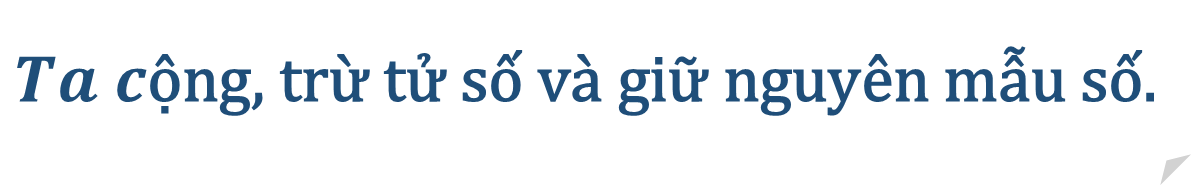 Ta cộng, trừ tử số và giữ nguyên mẫu số.